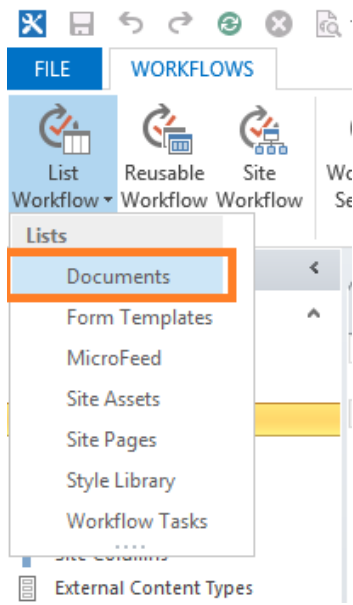 FILE
WORKFLOWS
List
Workflow
Reusable
Workflow
Site
Workflow
Lists
Documents
Form Templates
MicroFeed
Site Assets
Site Pages
Style Library
Workflow Tasks
External Content Types